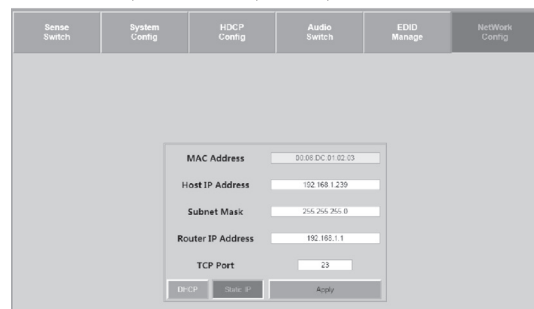 Sense Switch
System Config
HDCP Config
Audio Switch
EDID Manage
NetWork Config
MAC Address 00.08.DC.01.02.03
Host IP Address 192.168.1.239
Subnet Mask 255.255.255.0
Router IP Address 192.168.1.1
TCP Port 23
DHCP Static IP Apply